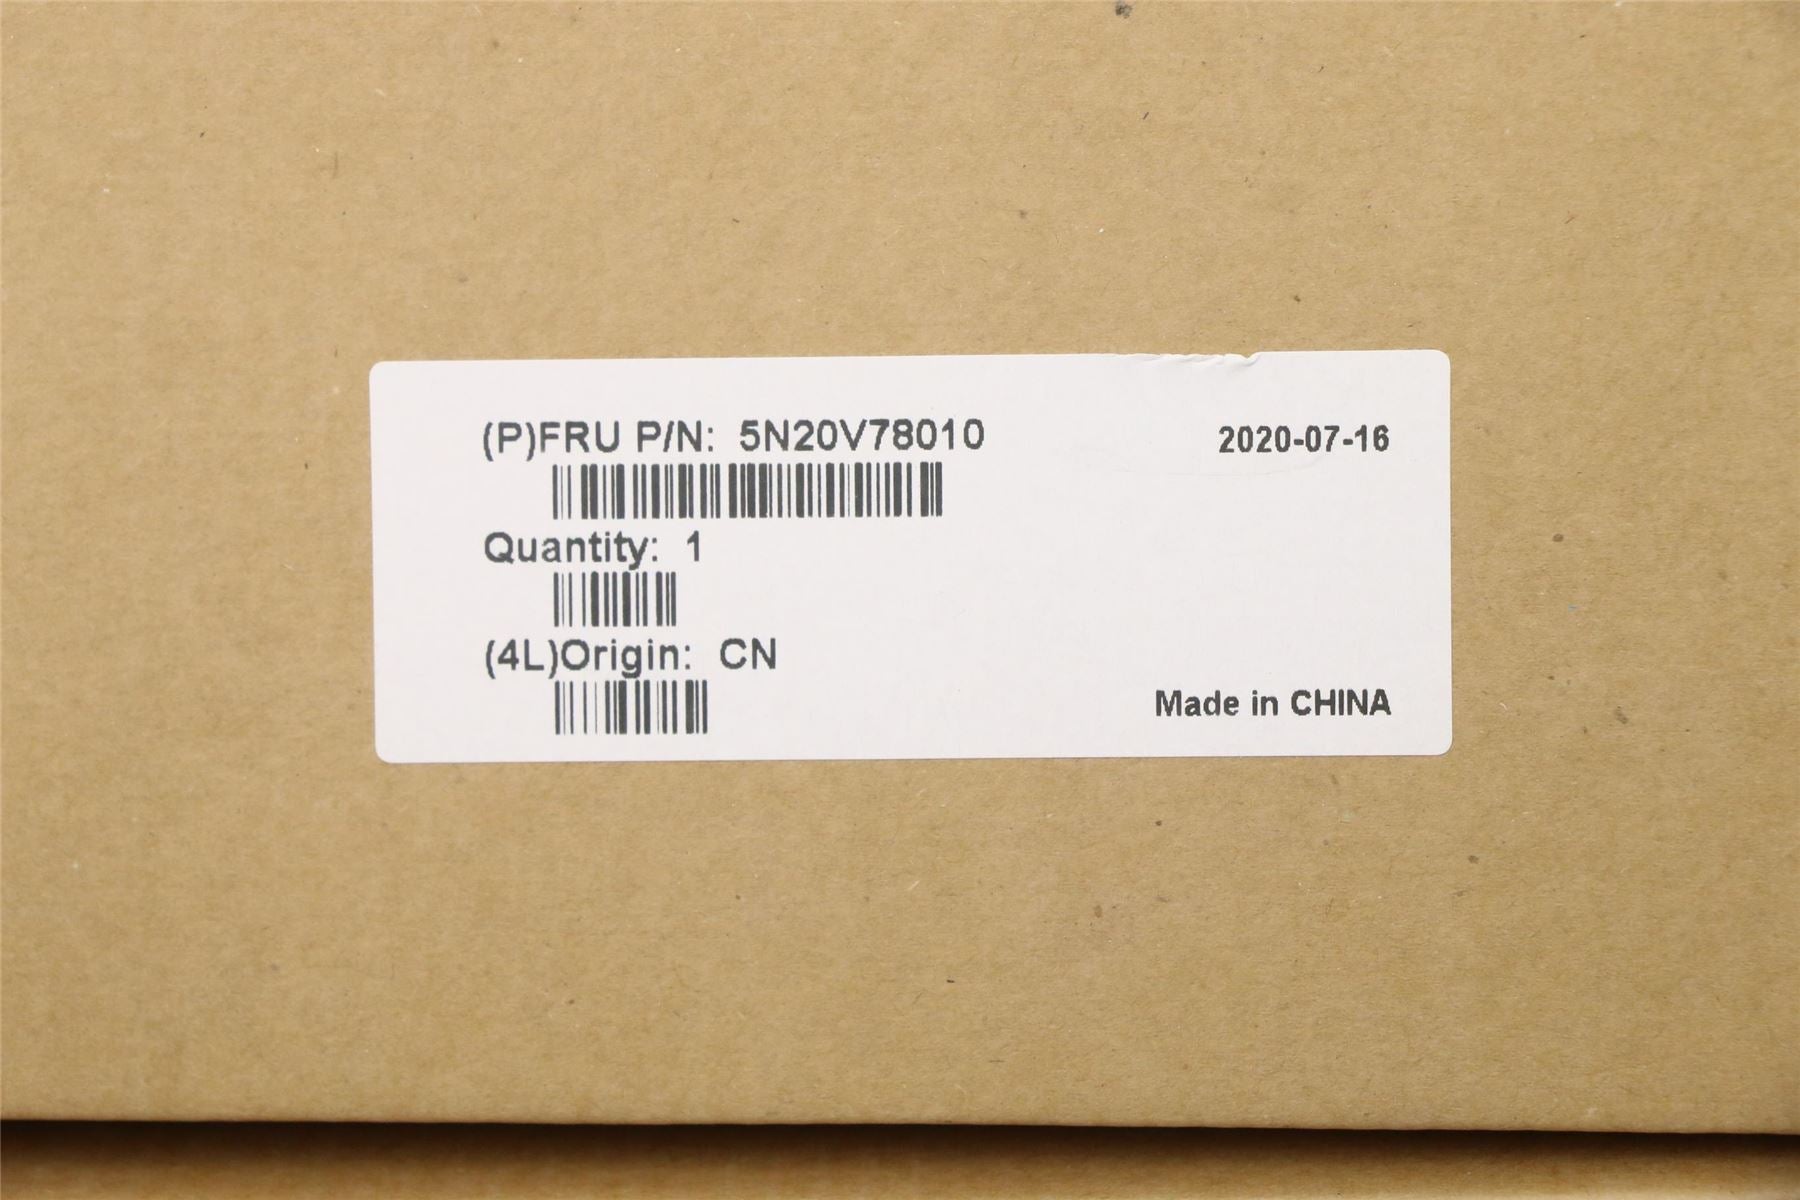 (P)FRU P/N: 5N20V78010
2020-07-16
Quantity: 1
(4L)Origin: CN
Made in CHINA